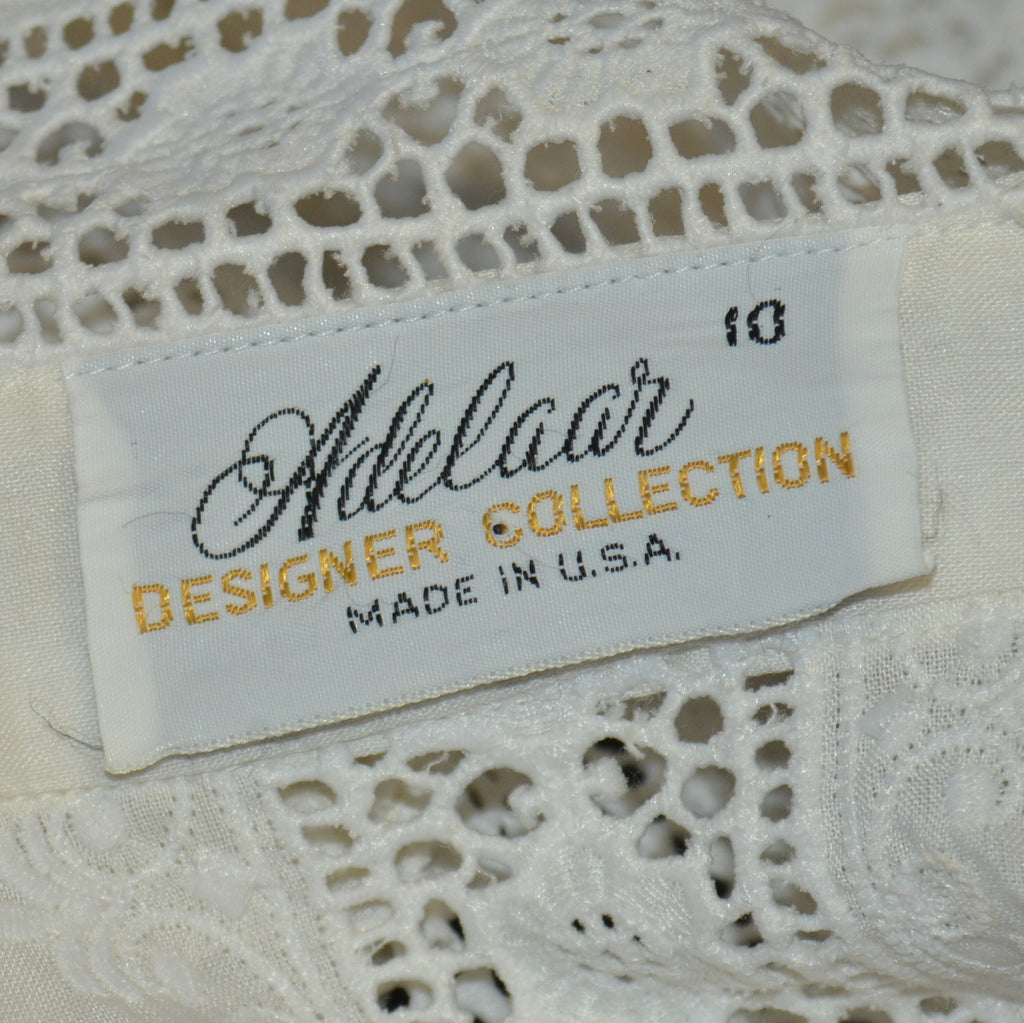 10
Adelaar
DESIGNER COLLECTION
MADE IN U.S.A.